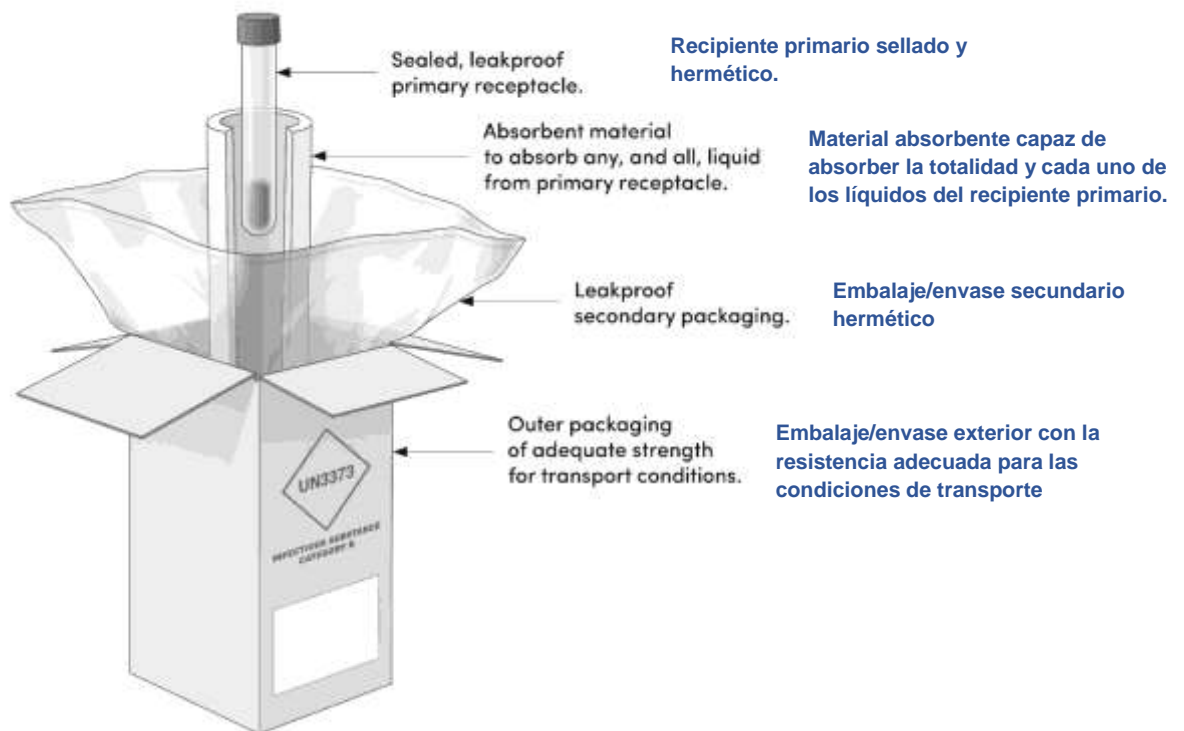 Sealed, leakproof
primary receptacle.
Recipiente primario sellado y
hermético.
Absorbent material
to absorb any, and all, liquid
from primary receptacle.
Material absorbente capaz de
absorber la totalidad y cada uno de
los líquidos del recipiente primario.
Leakproof
secondary packaging.
Embalaje/envase secundario
hermético
Outer packaging
of adequate strength
for transport conditions.
Embalaje/envase exterior con la
resistencia adecuada para las
condiciones de transporte
UN3373
INFECTIOUS SUBSTANCE
CATEGORY